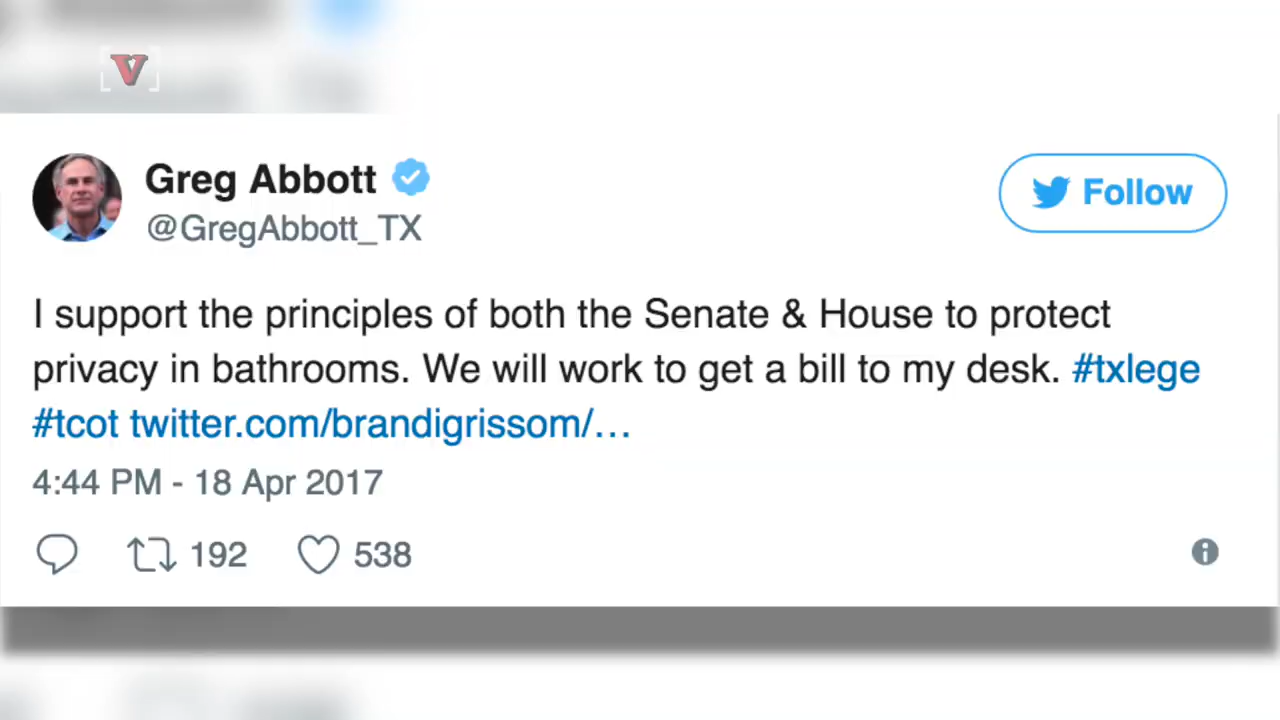 V
Greg Abbott
@GregAbbott_TX
Follow
I support the principles of both the Senate & House to protect
privacy in bathrooms. We will work to get a bill to my desk. #txlege
#tcot twitter.com/brandigrissom/…
4:44 PM - 18 Apr 2017
192 538